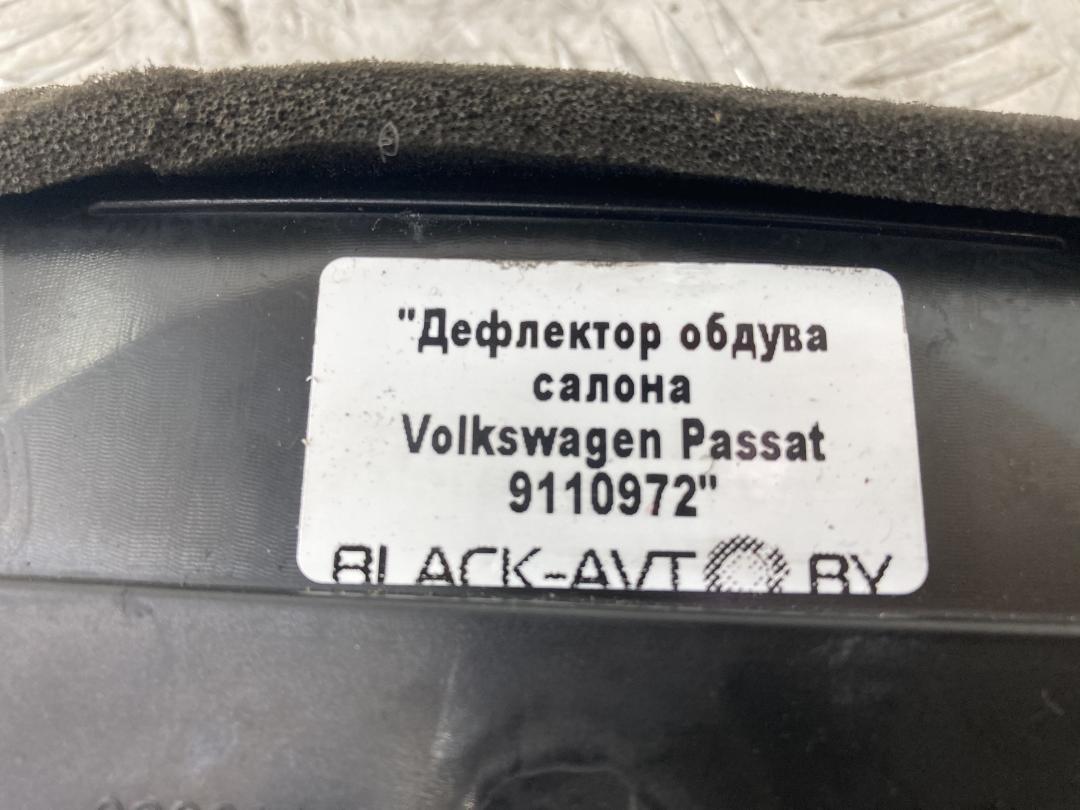 "Дефлектор обдува
салона
Volkswagen Passat
9110972"
BLACK-AVTO BY